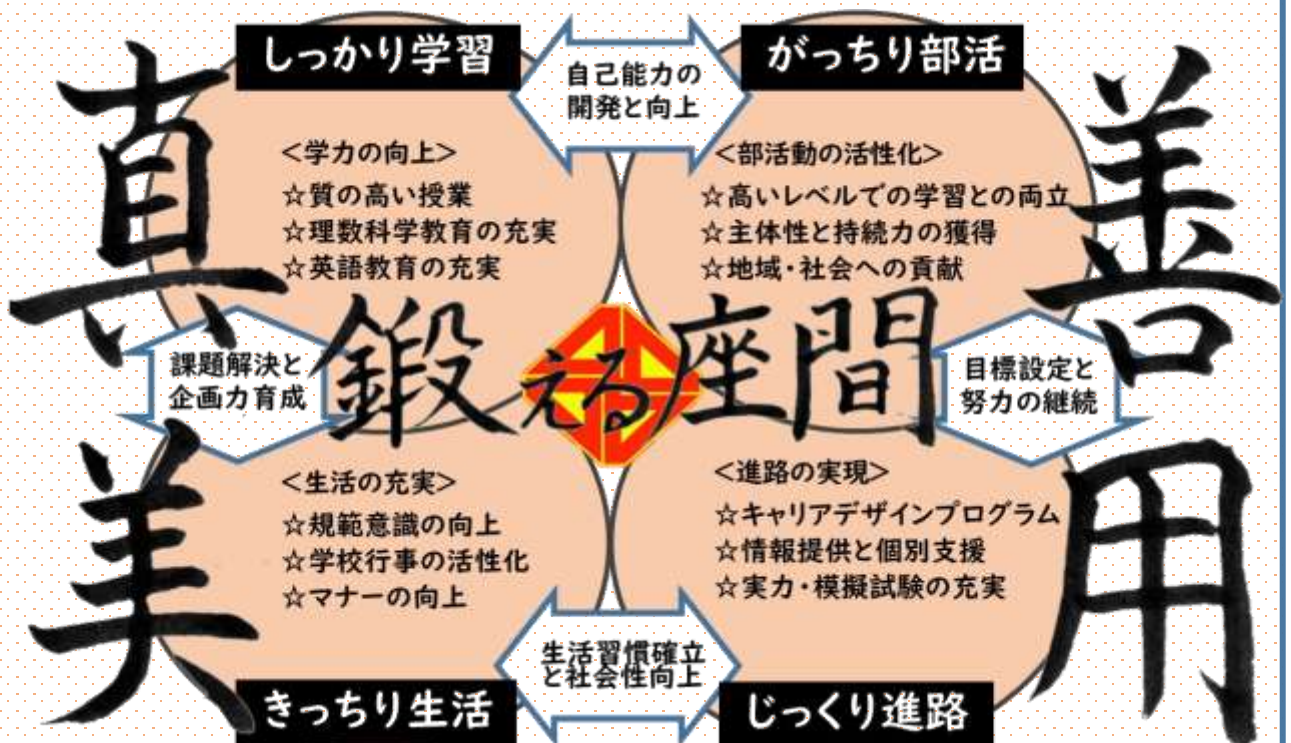 しっかり学習
がっちり部活
自己能力の
開発と向上
真
善
<学力の向上>
☆質の高い授業
☆理数科学教育の充実
☆英語教育の充実
<部活動の活性化>
☆高いレベルでの学習との両立
☆主体性と持続力の獲得
☆地域・社会への貢献
課題解決と
企画力育成
鍛える座間
目標設定と
努力の継続
美
用
<生活の充実>
☆規範意識の向上
☆学校行事の活性化
☆マナーの向上
<進路の実現>
☆キャリアデザインプログラム
☆情報提供と個別支援
☆実力・模擬試験の充実
生活習慣確立
と社会性向上
きっちり生活
じっくり進路